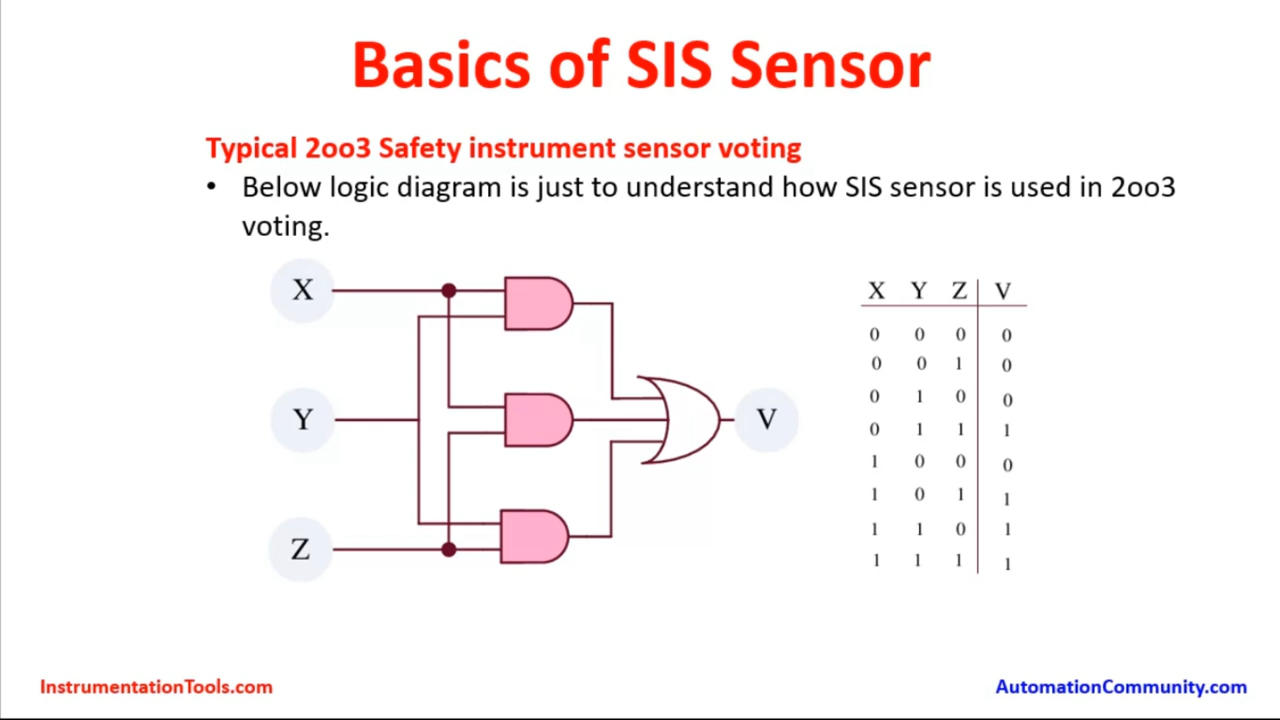 Basics of SIS Sensor
Typical 2oo3 Safety instrument sensor voting
• Below logic diagram is just to understand how SIS sensor is used in 2oo3
voting.
X
Y
Z
V
X Y Z V
0 0 0 0
0 0 1 0
0 1 0 0
0 1 1 1
1 0 0 0
1 0 1 1
1 1 0 1
1 1 1 1
InstrumentationTools.com
AutomationCommunity.com